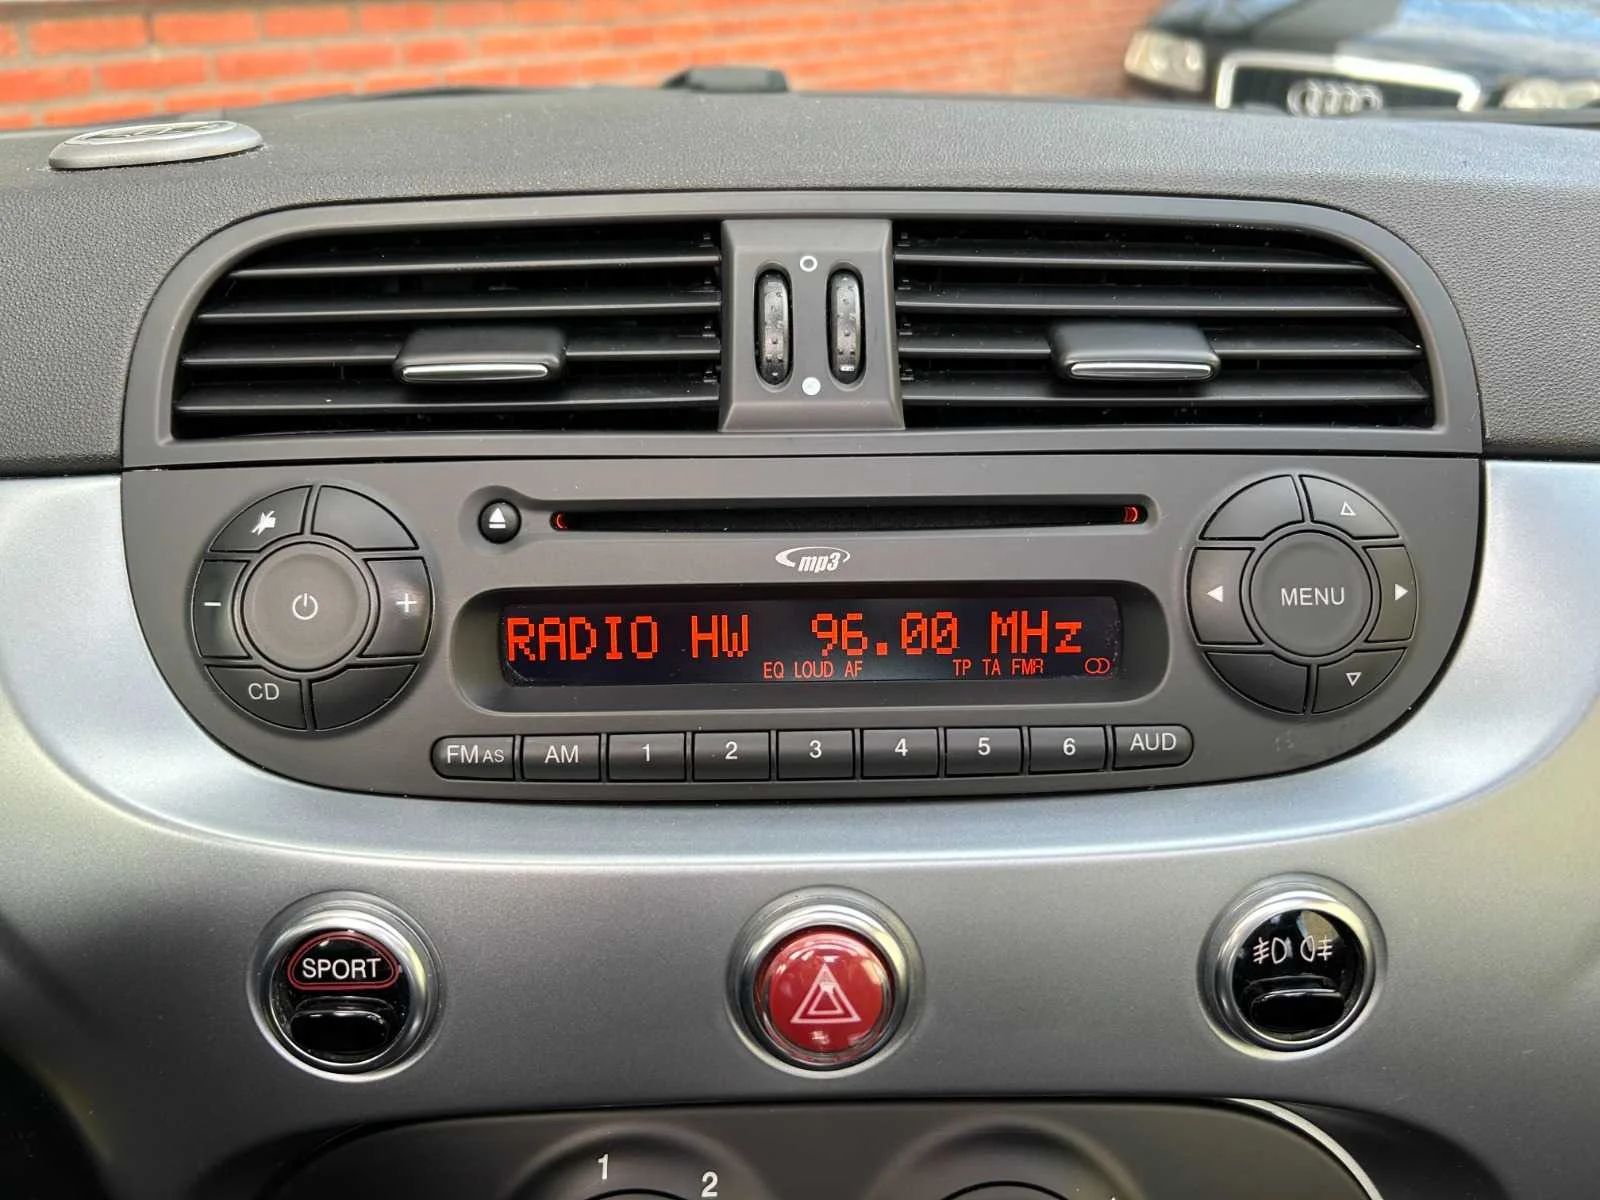 mp3
RADIO HW 96.00 MHz
EQ LOUD AF TP TA FMR
MENU
CD
FM AS AM 1 2 3 4 5 6 AUD
SPORT
1
2